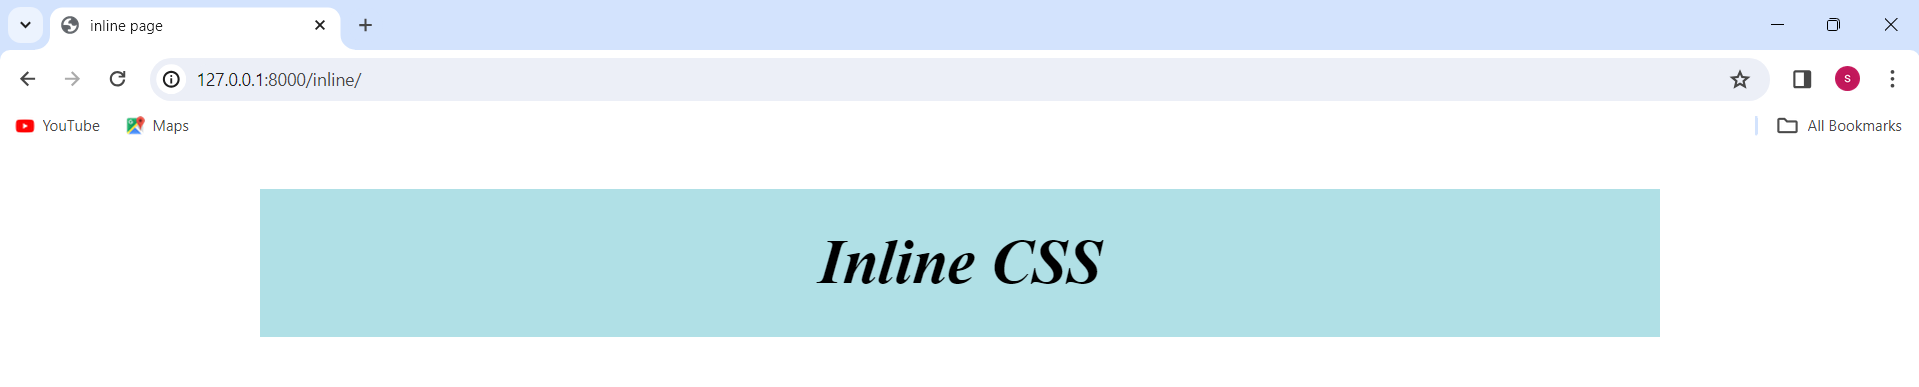 inline page
127.0.0.1:8000/inline/
S
YouTube Maps All Bookmarks
Inline CSS